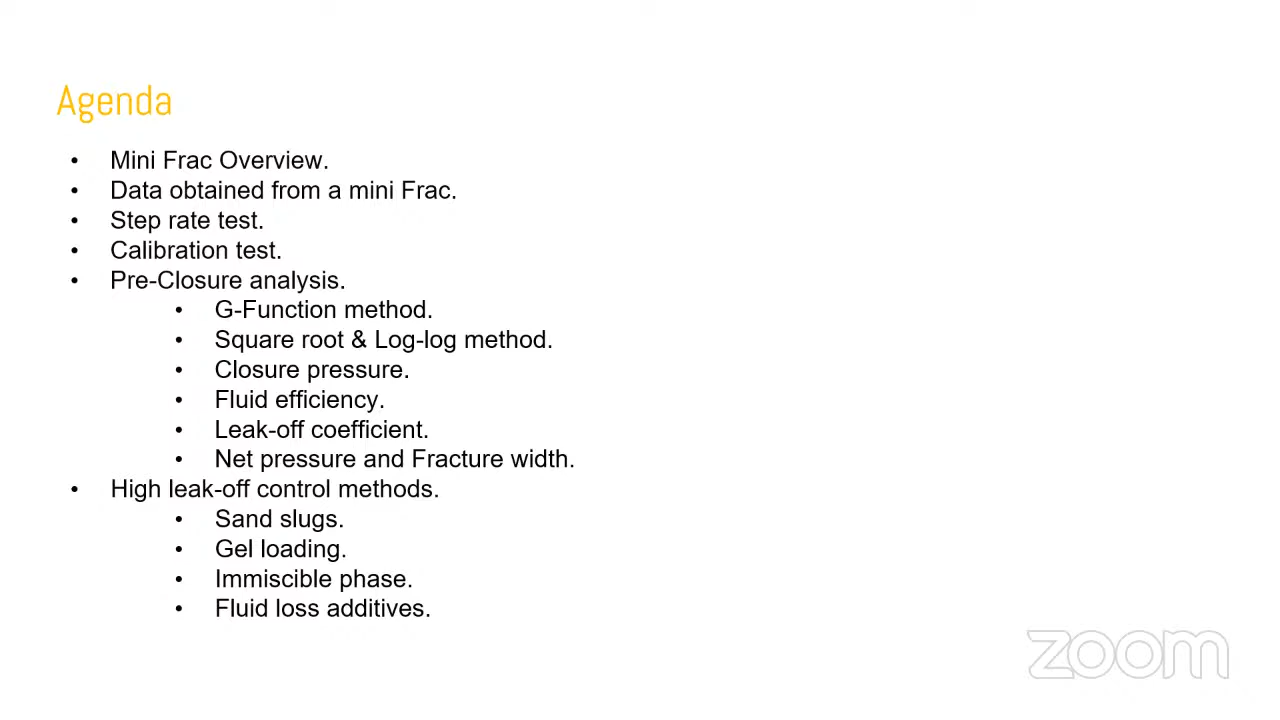 Agenda
• Mini Frac Overview.
• Data obtained from a mini Frac.
• Step rate test.
• Calibration test.
• Pre-Closure analysis.
• G-Function method.
• Square root & Log-log method.
• Closure pressure.
• Fluid efficiency.
• Leak-off coefficient.
• Net pressure and Fracture width.
• High leak-off control methods.
• Sand slugs.
• Gel loading.
• Immiscible phase.
• Fluid loss additives.
zoom